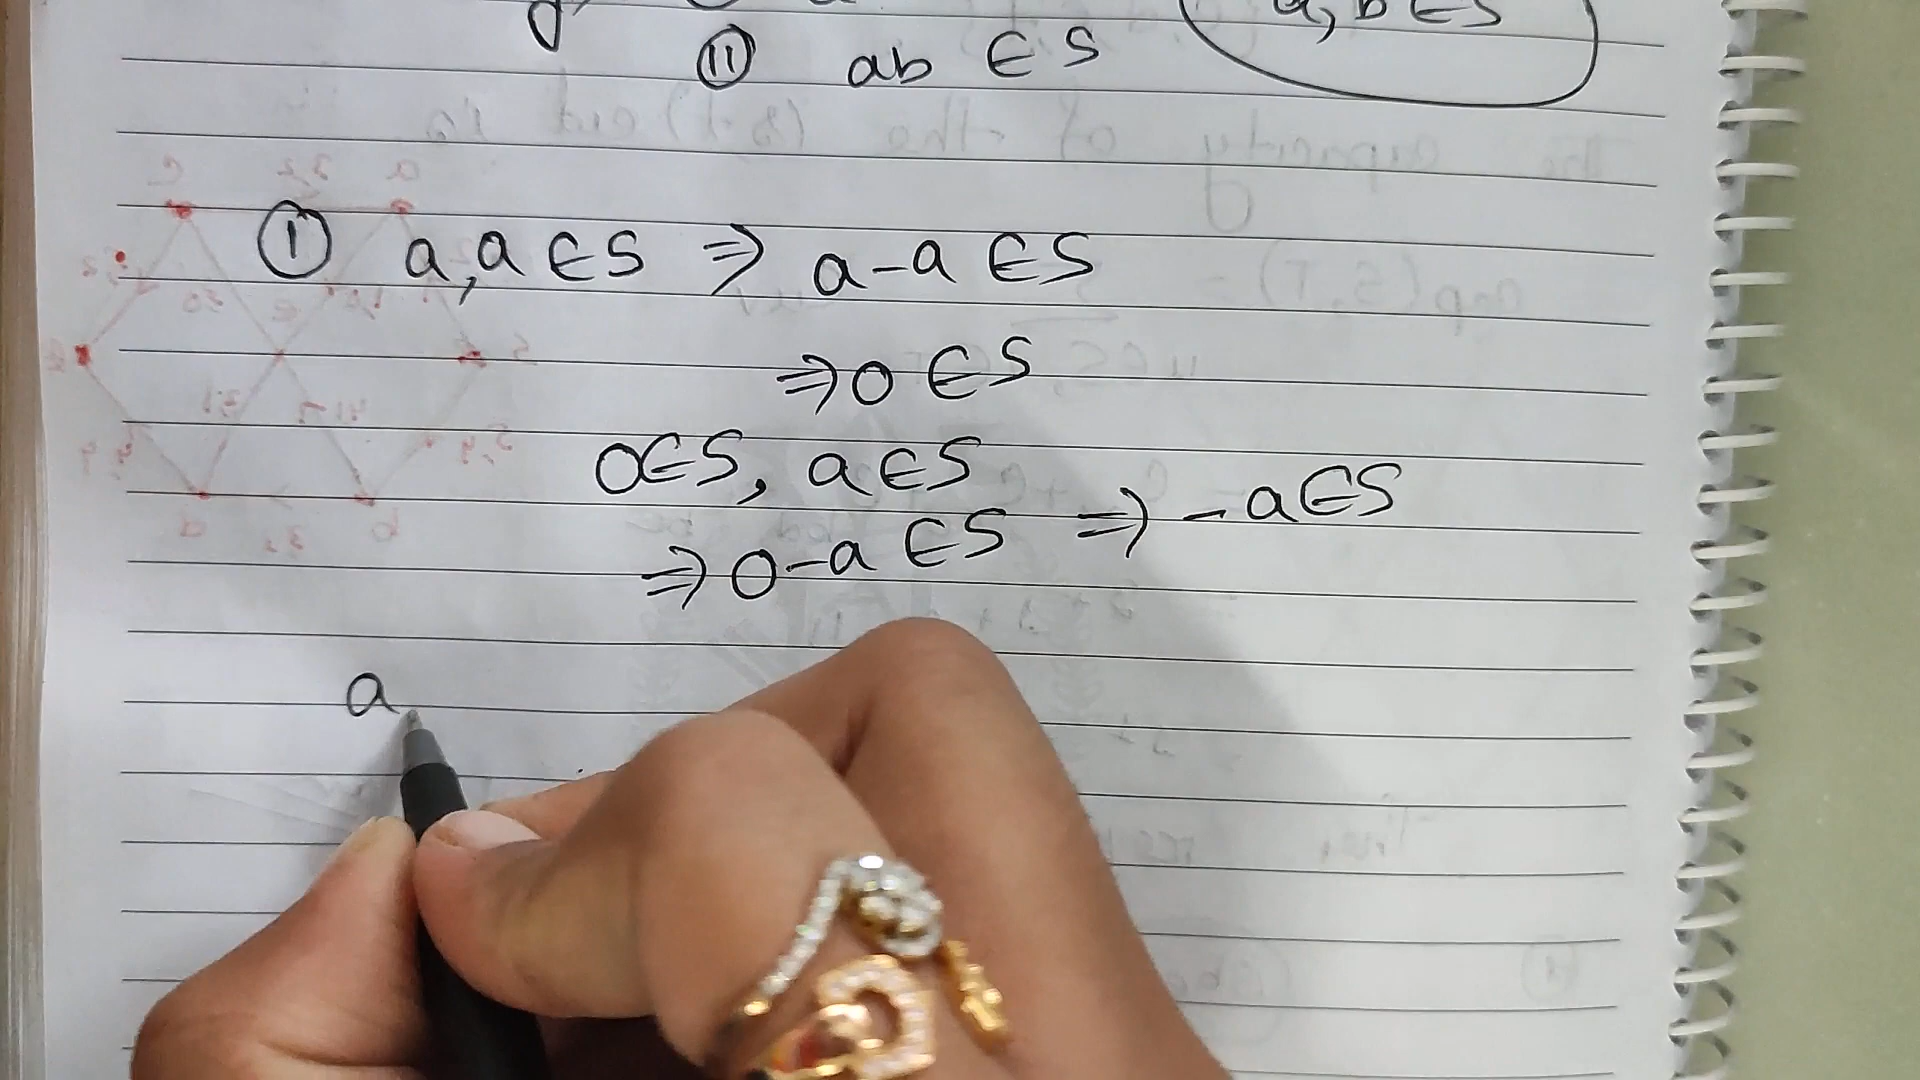 a, b ∈ S
(II) ab ∈ S
(I) a, a ∈ S ⇒ a-a ∈ S
⇒ 0 ∈ S
0∈S, a∈S
⇒ 0-a ∈ S ⇒ -a∈S
a